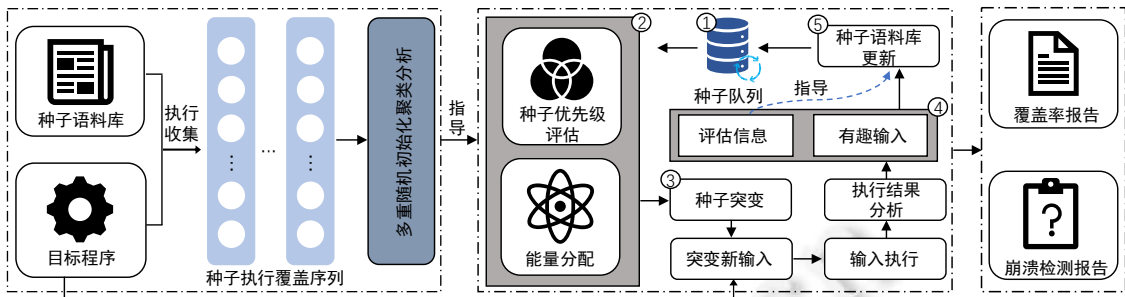 种子语料库
目标程序
执行
收集
...
⋮
⋮
种子执行覆盖序列
多重随机初始化聚类分析
指
导
②
种子优先级
评估
能量分配
①
种子队列
⑤
种子语料库
更新
指导
④
评估信息
有趣输入
③
种子突变
执行结果
分析
突变新输入
输入执行
覆盖率报告
崩溃检测报告